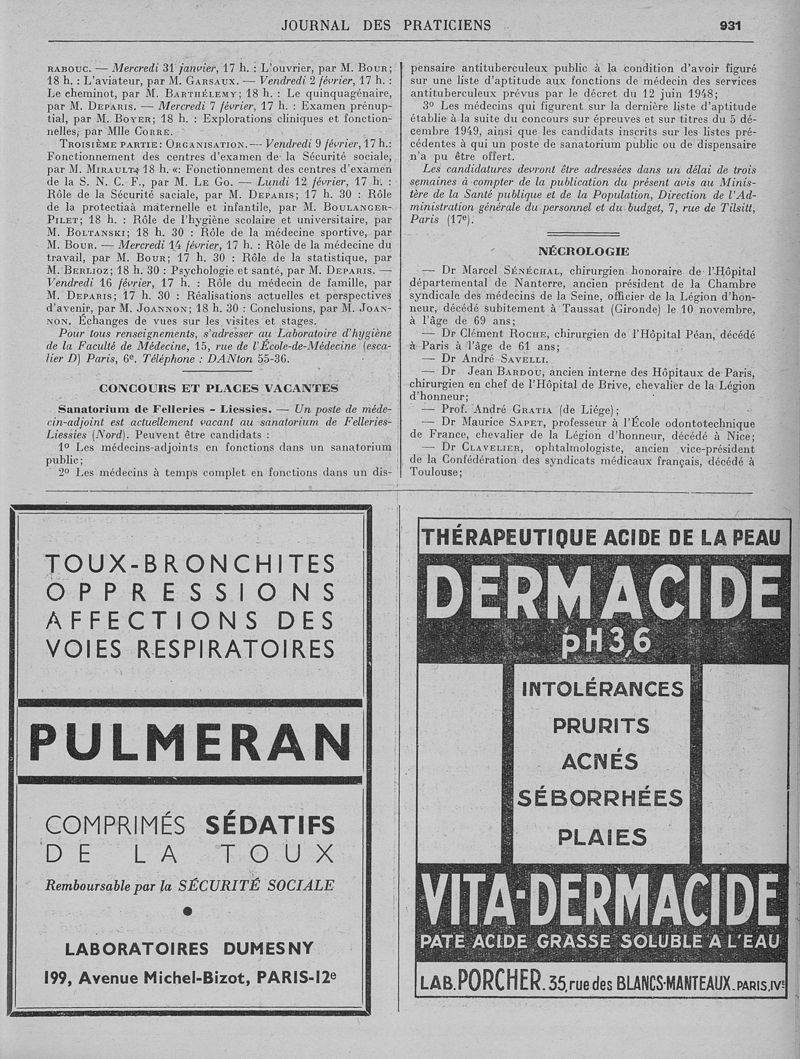 JOURNAL DES PRATICIENS
931
RABOUC. — Mercredi 31 janvier, 17 h. : L'ouvrier, par M. BOUR;
18 h. : L'aviateur, par M. GARSAUX. — Vendredi 2 février, 17 h. :
Le cheminot, par M. BARTHÉLEMY; 18 h. : Le quinquagénaire,
par M. DEPARIS. — Mercredi 7 février, 17 h. : Examen prénup-
tial, par M. BOYER; 18 h. : Explorations cliniques et fonction-
nelles, par Mlle CORRE.
TROISIÈME PARTIE: ORGANISATION. — Vendredi 9 février, 17 h.:
Fonctionnement des centres d'examen de la Sécurité sociale,
par M. MIRAULT; 18 h. «: Fonctionnement des centres d'examen
de la S. N. C. F., par M. LE GO. — Lundi 12 février, 17 h. :
Rôle de la Sécurité saciale, par M. DEPARIS; 17 h. 30 : Rôle
de la protectiaà maternelle et infantile, par M. BOULANGER-
PILET; 18 h. : Rôle de l'hygiène scolaire et universitaire, par
M. BOLTANSKI; 18 h. 30 : Rôle de la médecine sportive, par
M. BOUR. — Mercredi 14 février, 17 h. : Rôle de la médecine du
travail, par M. BOUR; 17 h. 30 : Rôle de la statistique, par
M. BERLIOZ; 18 h. 30 : Psychologie et santé, par M. DEPARIS. —
Vendredi 16 février, 17 h. : Rôle du médecin de famille, par
M. DEPARIS; 17 h. 30 : Réalisations actuelles et perspectives
d'avenir, par M. JOANNON; 18 h. 30 : Conclusions, par M. JOAN-
NON. Échanges de vues sur les visites et stages.
Pour tous renseignements, s'adresser au Laboratoire d'hygiène
de la Faculté de Médecine, 15, rue de l'École-de-Médecine (esca-
lier D) Paris, 6e. Téléphone : DANton 55-36.
CONCOURS ET PLACES VACANTES
Sanatorium de Felleries - Liessies. — Un poste de méde-
cin-adjoint est actuellement vacant au sanatorium de Felleries-
Liessies (Nord). Peuvent être candidats :
1º Les médecins-adjoints en fonctions dans un sanatorium
public;
2º Les médecins à temps complet en fonctions dans un dis-
pensaire antituberculeux public à la condition d'avoir figuré
sur une liste d'aptitude aux fonctions de médecin des services
antituberculeux prévus par le décret du 12 juin 1948;
3º Les médecins qui figurent sur la dernière liste d'aptitude
établie à la suite du concours sur épreuves et sur titres du 5 dé-
cembre 1949, ainsi que les candidats inscrits sur les listes pré-
cédentes à qui un poste de sanatorium public ou de dispensaire
n'a pu être offert.
Les candidatures devront être adressées dans un délai de trois
semaines à compter de la publication du présent avis au Minis-
tère de la Santé publique et de la Population, Direction de l'Ad-
ministration générale du personnel et du budget, 7, rue de Tilsitt,
Paris (17e).
NÉCROLOGIE
— Dr Marcel SÉNÉCHAL, chirurgien honoraire de l'Hôpital
départemental de Nanterre, ancien président de la Chambre
syndicale des médecins de la Seine, officier de la Légion d'hon-
neur, décédé subitement à Taussat (Gironde) le 10 novembre,
à l'âge de 69 ans;
— Dr Clément ROCHE, chirurgien de l'Hôpital Péan, décédé
à Paris à l'âge de 61 ans;
— Dr André SAVELLI.
— Dr Jean BARDOU, ancien interne des Hôpitaux de Paris,
chirurgien en chef de l'Hôpital de Brive, chevalier de la Légion
d'honneur;
— Prof. André GRATIA (de Liége);
— Dr Maurice SAPET, professeur à l'École odontotechnique
de France, chevalier de la Légion d'honneur, décédé à Nice;
— Dr CLAVELIER, ophtalmologiste, ancien vice-président
de la Confédération des syndicats médicaux français, décédé à
Toulouse;
TOUX-BRONCHITES
OPPRESSIONS
AFFECTIONS DES
VOIES RESPIRATOIRES
PULMERAN
COMPRIMÉS SÉDATIFS
DE LA TOUX
Remboursable par la SÉCURITÉ SOCIALE
●
LABORATOIRES DUMESNY
199, Avenue Michel-Bizot, PARIS-12e
THÉRAPEUTIQUE ACIDE DE LA PEAU
DERMACIDE
pH 3,6
INTOLÉRANCES
PRURITS
ACNÉS
SÉBORRHÉES
PLAIES
VITA-DERMACIDE
PATE ACIDE GRASSE SOLUBLE A L'EAU
LAB. PORCHER. 35, rue des BLANCS-MANTEAUX. PARIS, IVe